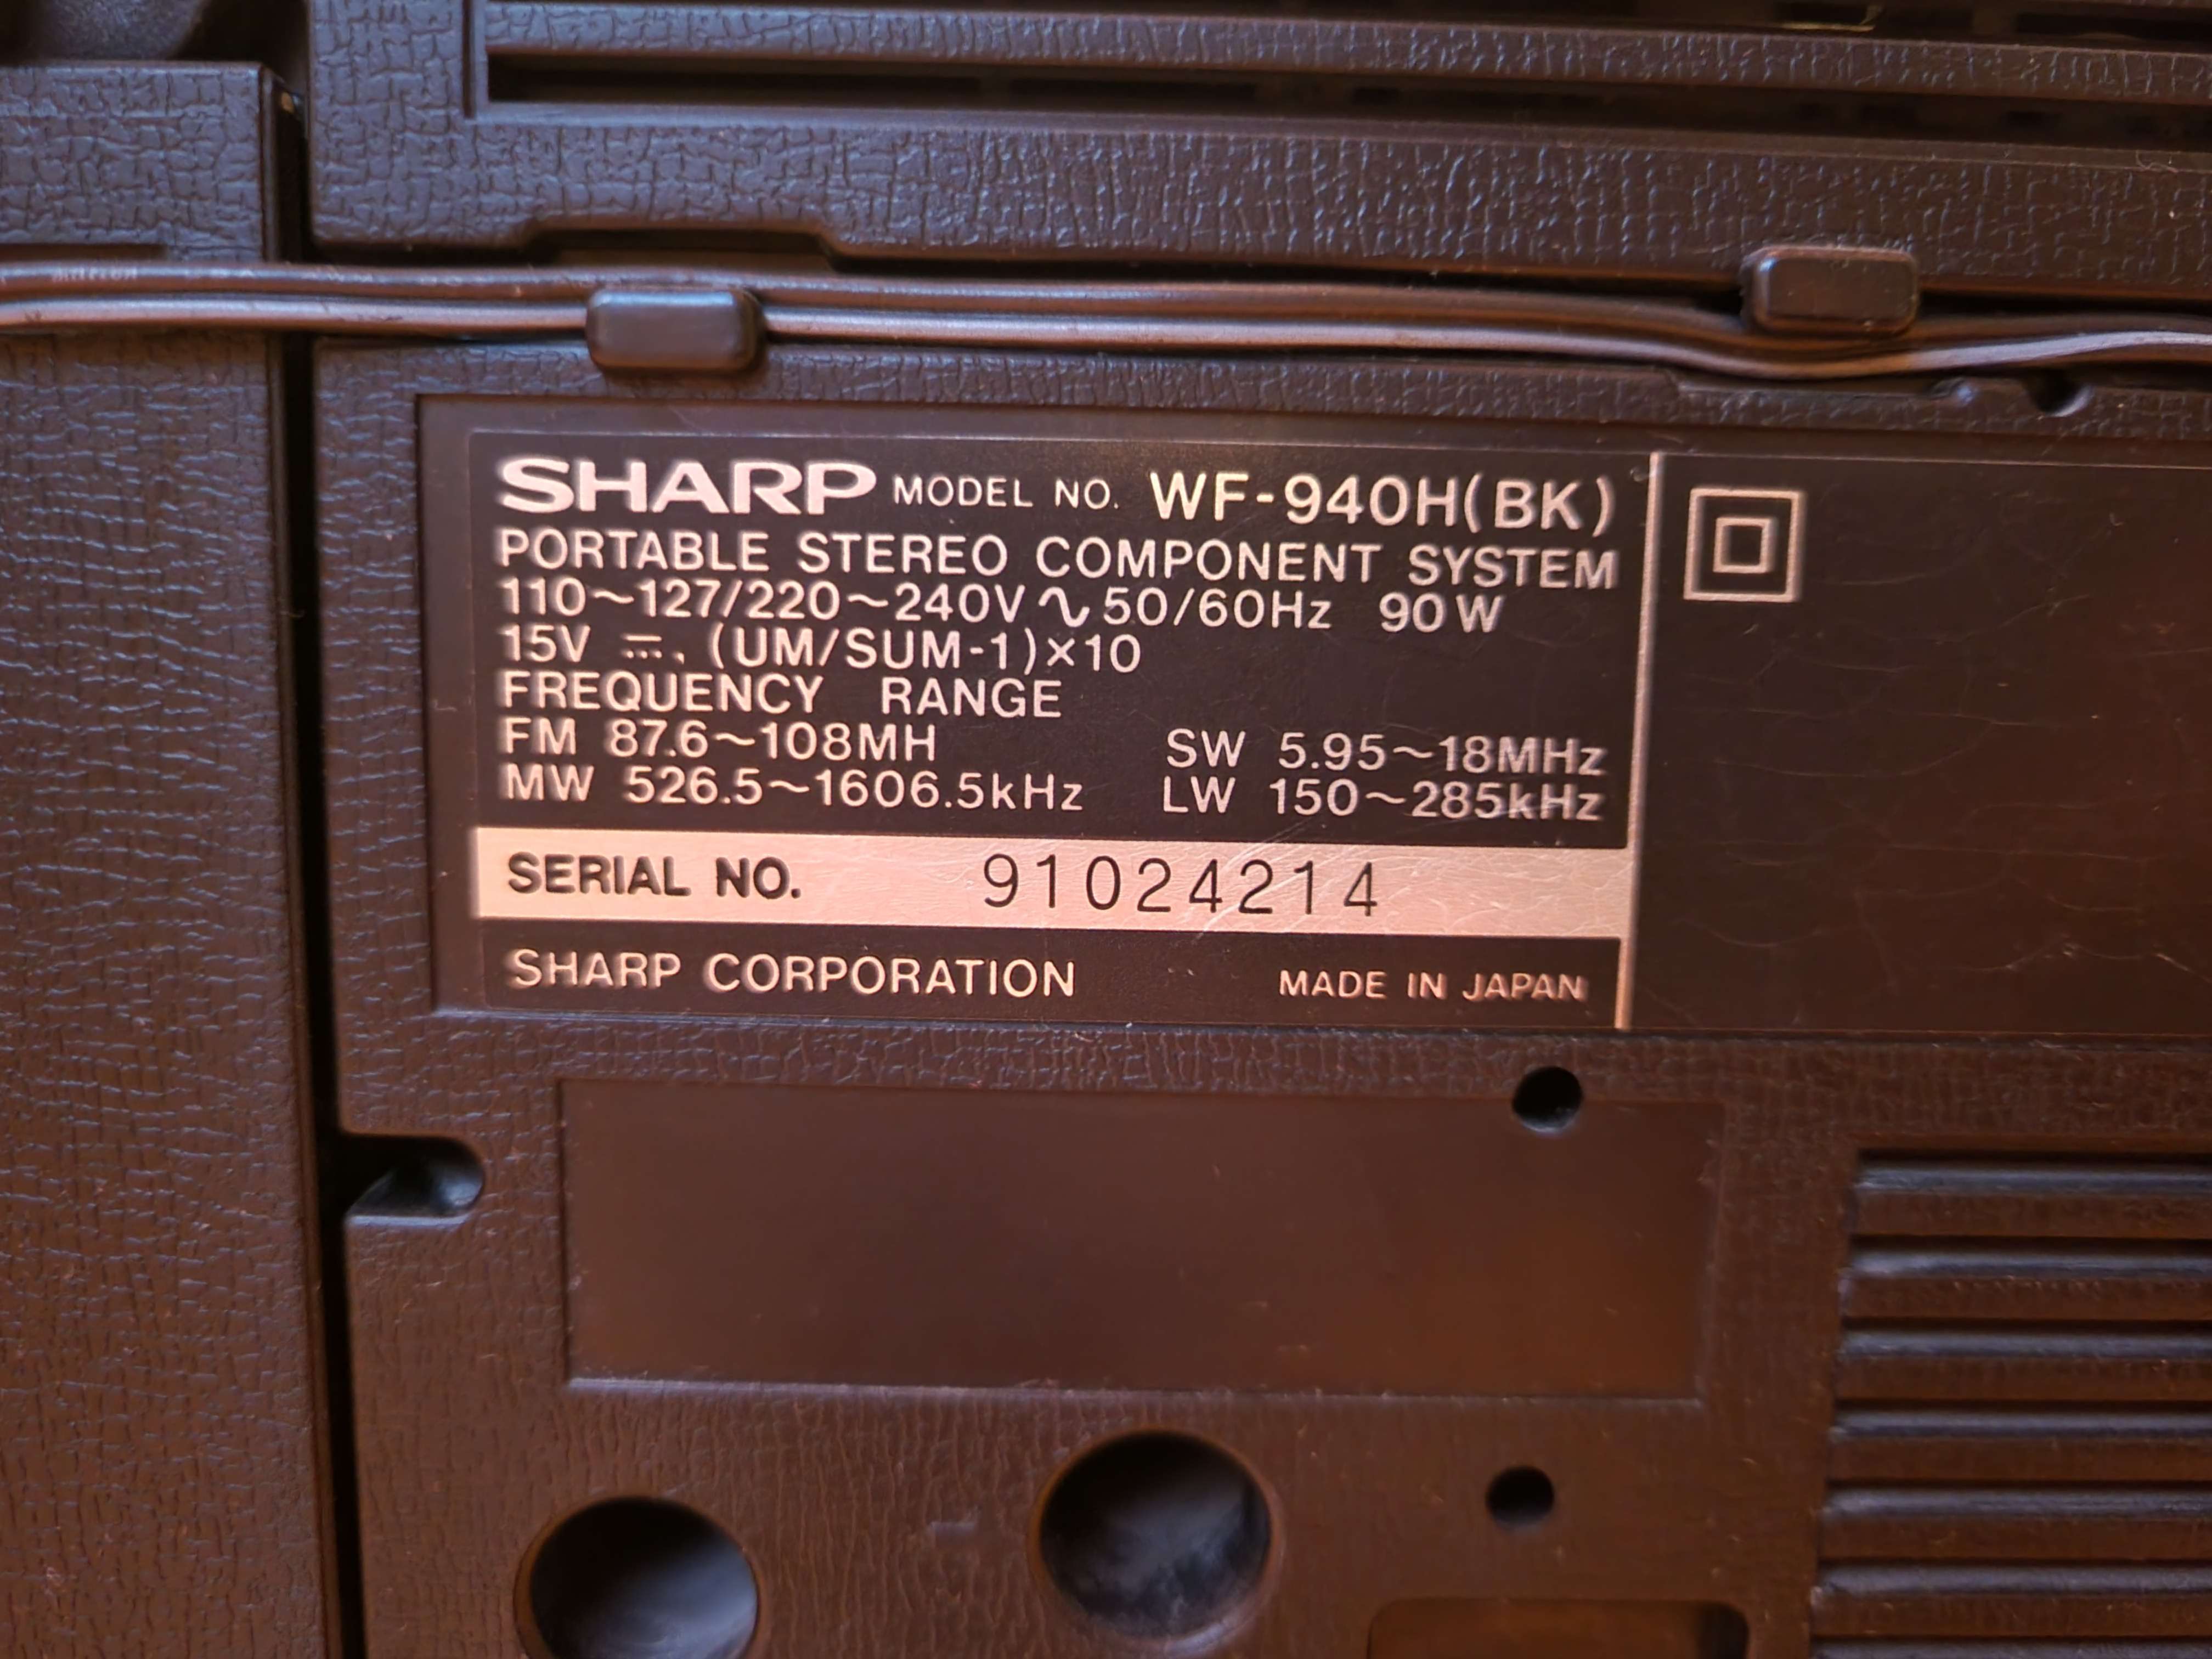 SHARP MODEL NO. WF-940H(BK)
PORTABLE STEREO COMPONENT SYSTEM
110~127/220~240V∿50/60Hz 90W
15V ⎓, (UM/SUM-1)×10
FREQUENCY RANGE
FM 87.6~108MH SW 5.95~18MHz
MW 526.5~1606.5kHz LW 150~285kHz
SERIAL NO. 91024214
SHARP CORPORATION MADE IN JAPAN